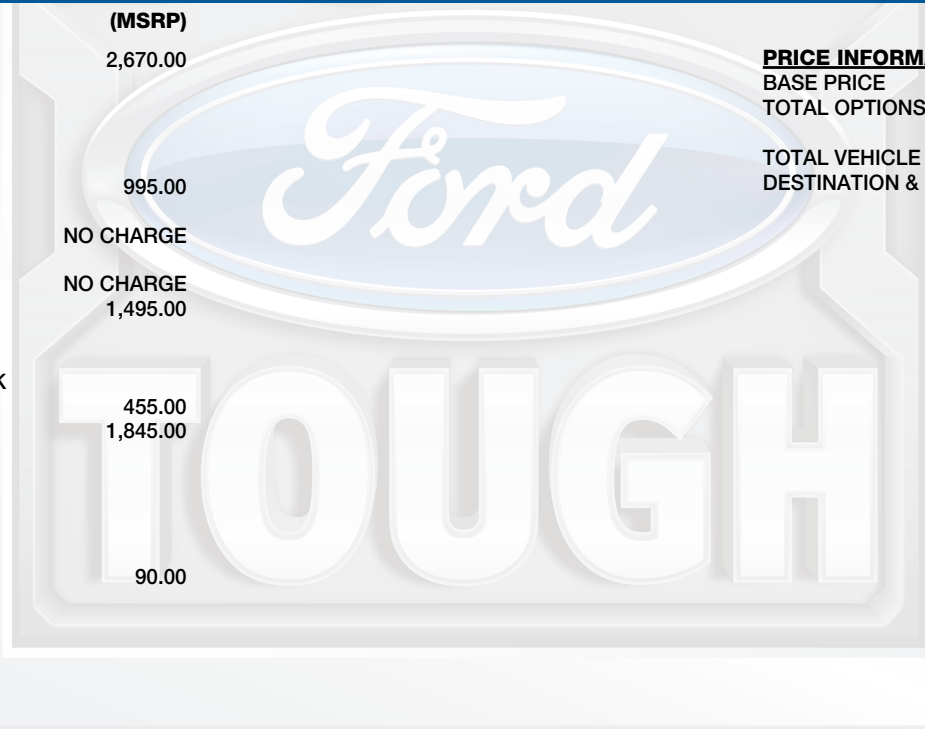 (MSRP)
2,670.00
995.00
NO CHARGE
NO CHARGE
1,495.00
K
455.00
1,845.00
90.00
PRICE INFORMA
BASE PRICE
TOTAL OPTIONS
TOTAL VEHICLE
DESTINATION &
Ford
TOUGH